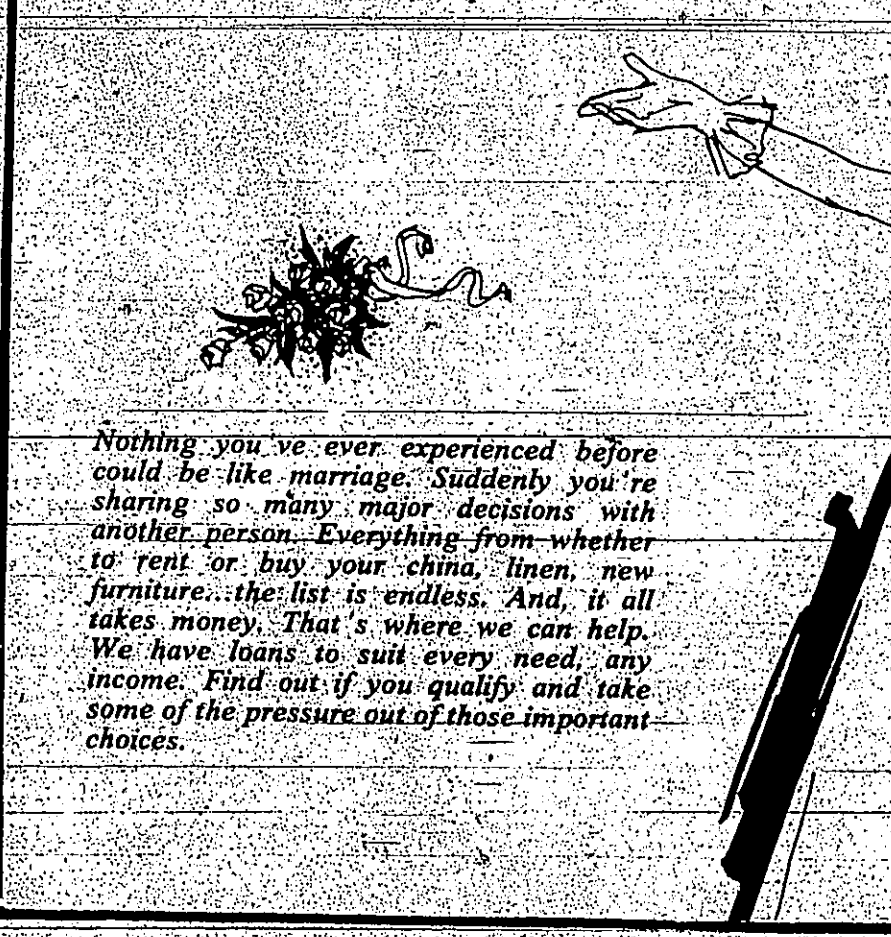 Nothing you've ever experienced before
could be like marriage. Suddenly you're
sharing so many major decisions with
another person. Everything from whether
to rent or buy your china, linen, new
furniture...the list is endless. And, it all
takes money. That's where we can help.
We have loans to suit every need, any
income. Find out if you qualify and take
some of the pressure out of those important
choices.